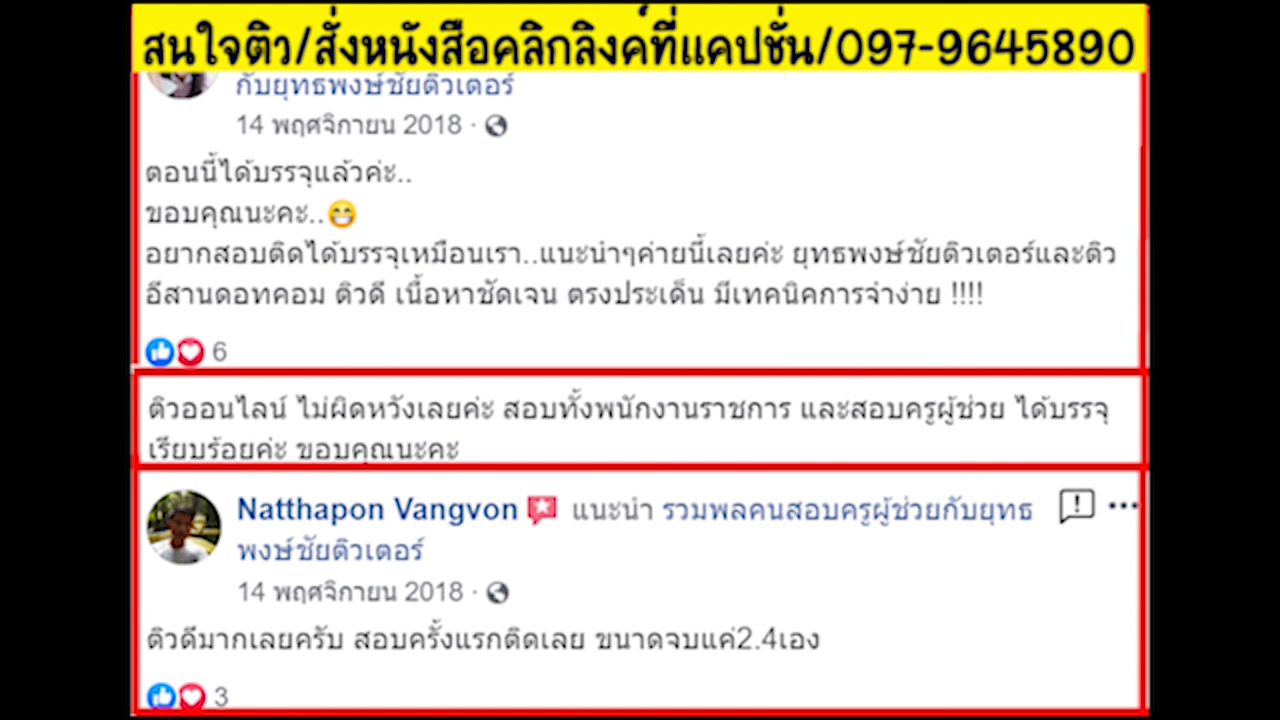 สนใจติว/สั่งหนังสือคลิกลิงค์ที่แคปชั่น/097-9645890
กับยุทธพงษ์ชัยติวเตอร์
14 พฤศจิกายน 2018 ·
ตอนนี้ได้บรรจุแล้วค่ะ..
ขอบคุณนะคะ..😁
อยากสอบติดได้บรรจุเหมือนเรา..แนะนำๆค่ายนี้เลยค่ะ ยุทธพงษ์ชัยติวเตอร์และติว
อีสานดอทคอม ติวดี เนื้อหาชัดเจน ตรงประเด็น มีเทคนิคการจำง่าย !!!!
6
ติวออนไลน์ ไม่ผิดหวังเลยค่ะ สอบทั้งพนักงานราชการ และสอบครูผู้ช่วย ได้บรรจุ
เรียบร้อยค่ะ ขอบคุณนะคะ
Natthapon Vangvon แนะนำ รวมพลคนสอบครูผู้ช่วยกับยุทธ
พงษ์ชัยติวเตอร์
14 พฤศจิกายน 2018 ·
ติวดีมากเลยครับ สอบครั้งแรกติดเลย ขนาดจบแค่2.4เอง
3